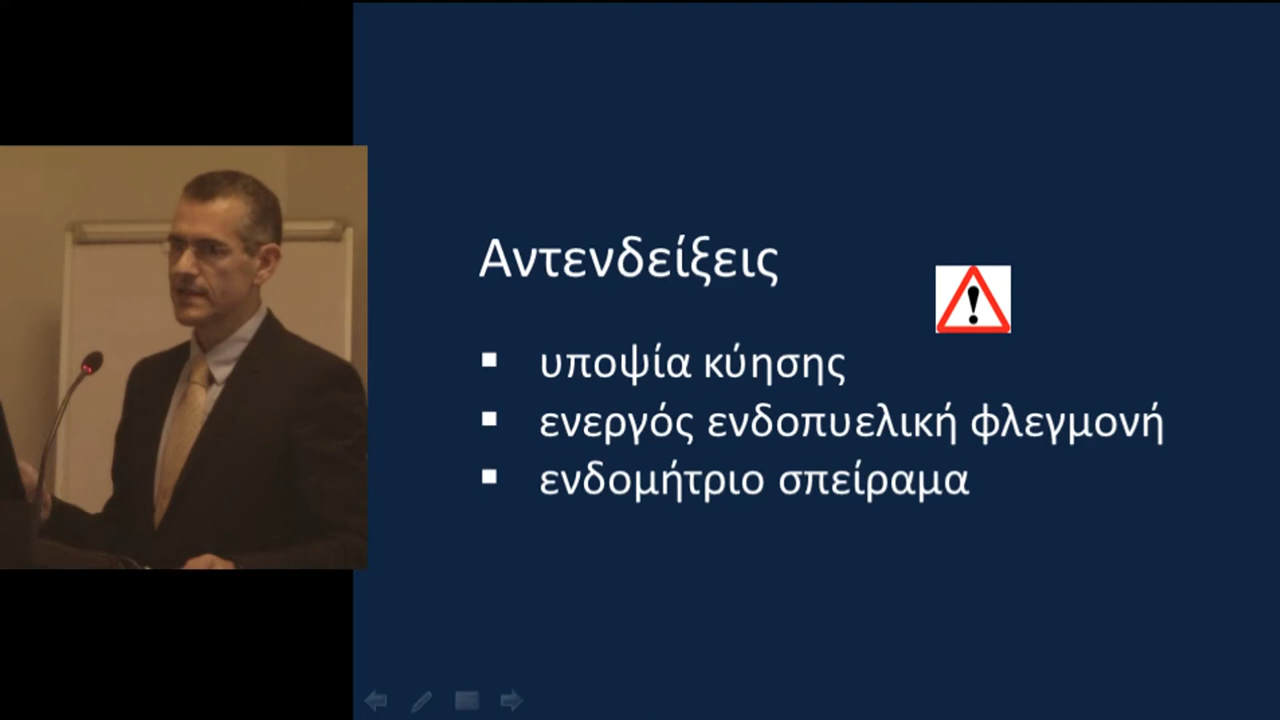 Αντενδείξεις
υποψία κύησης
ενεργός ενδοπυελική φλεγμονή
ενδομήτριο σπείραμα